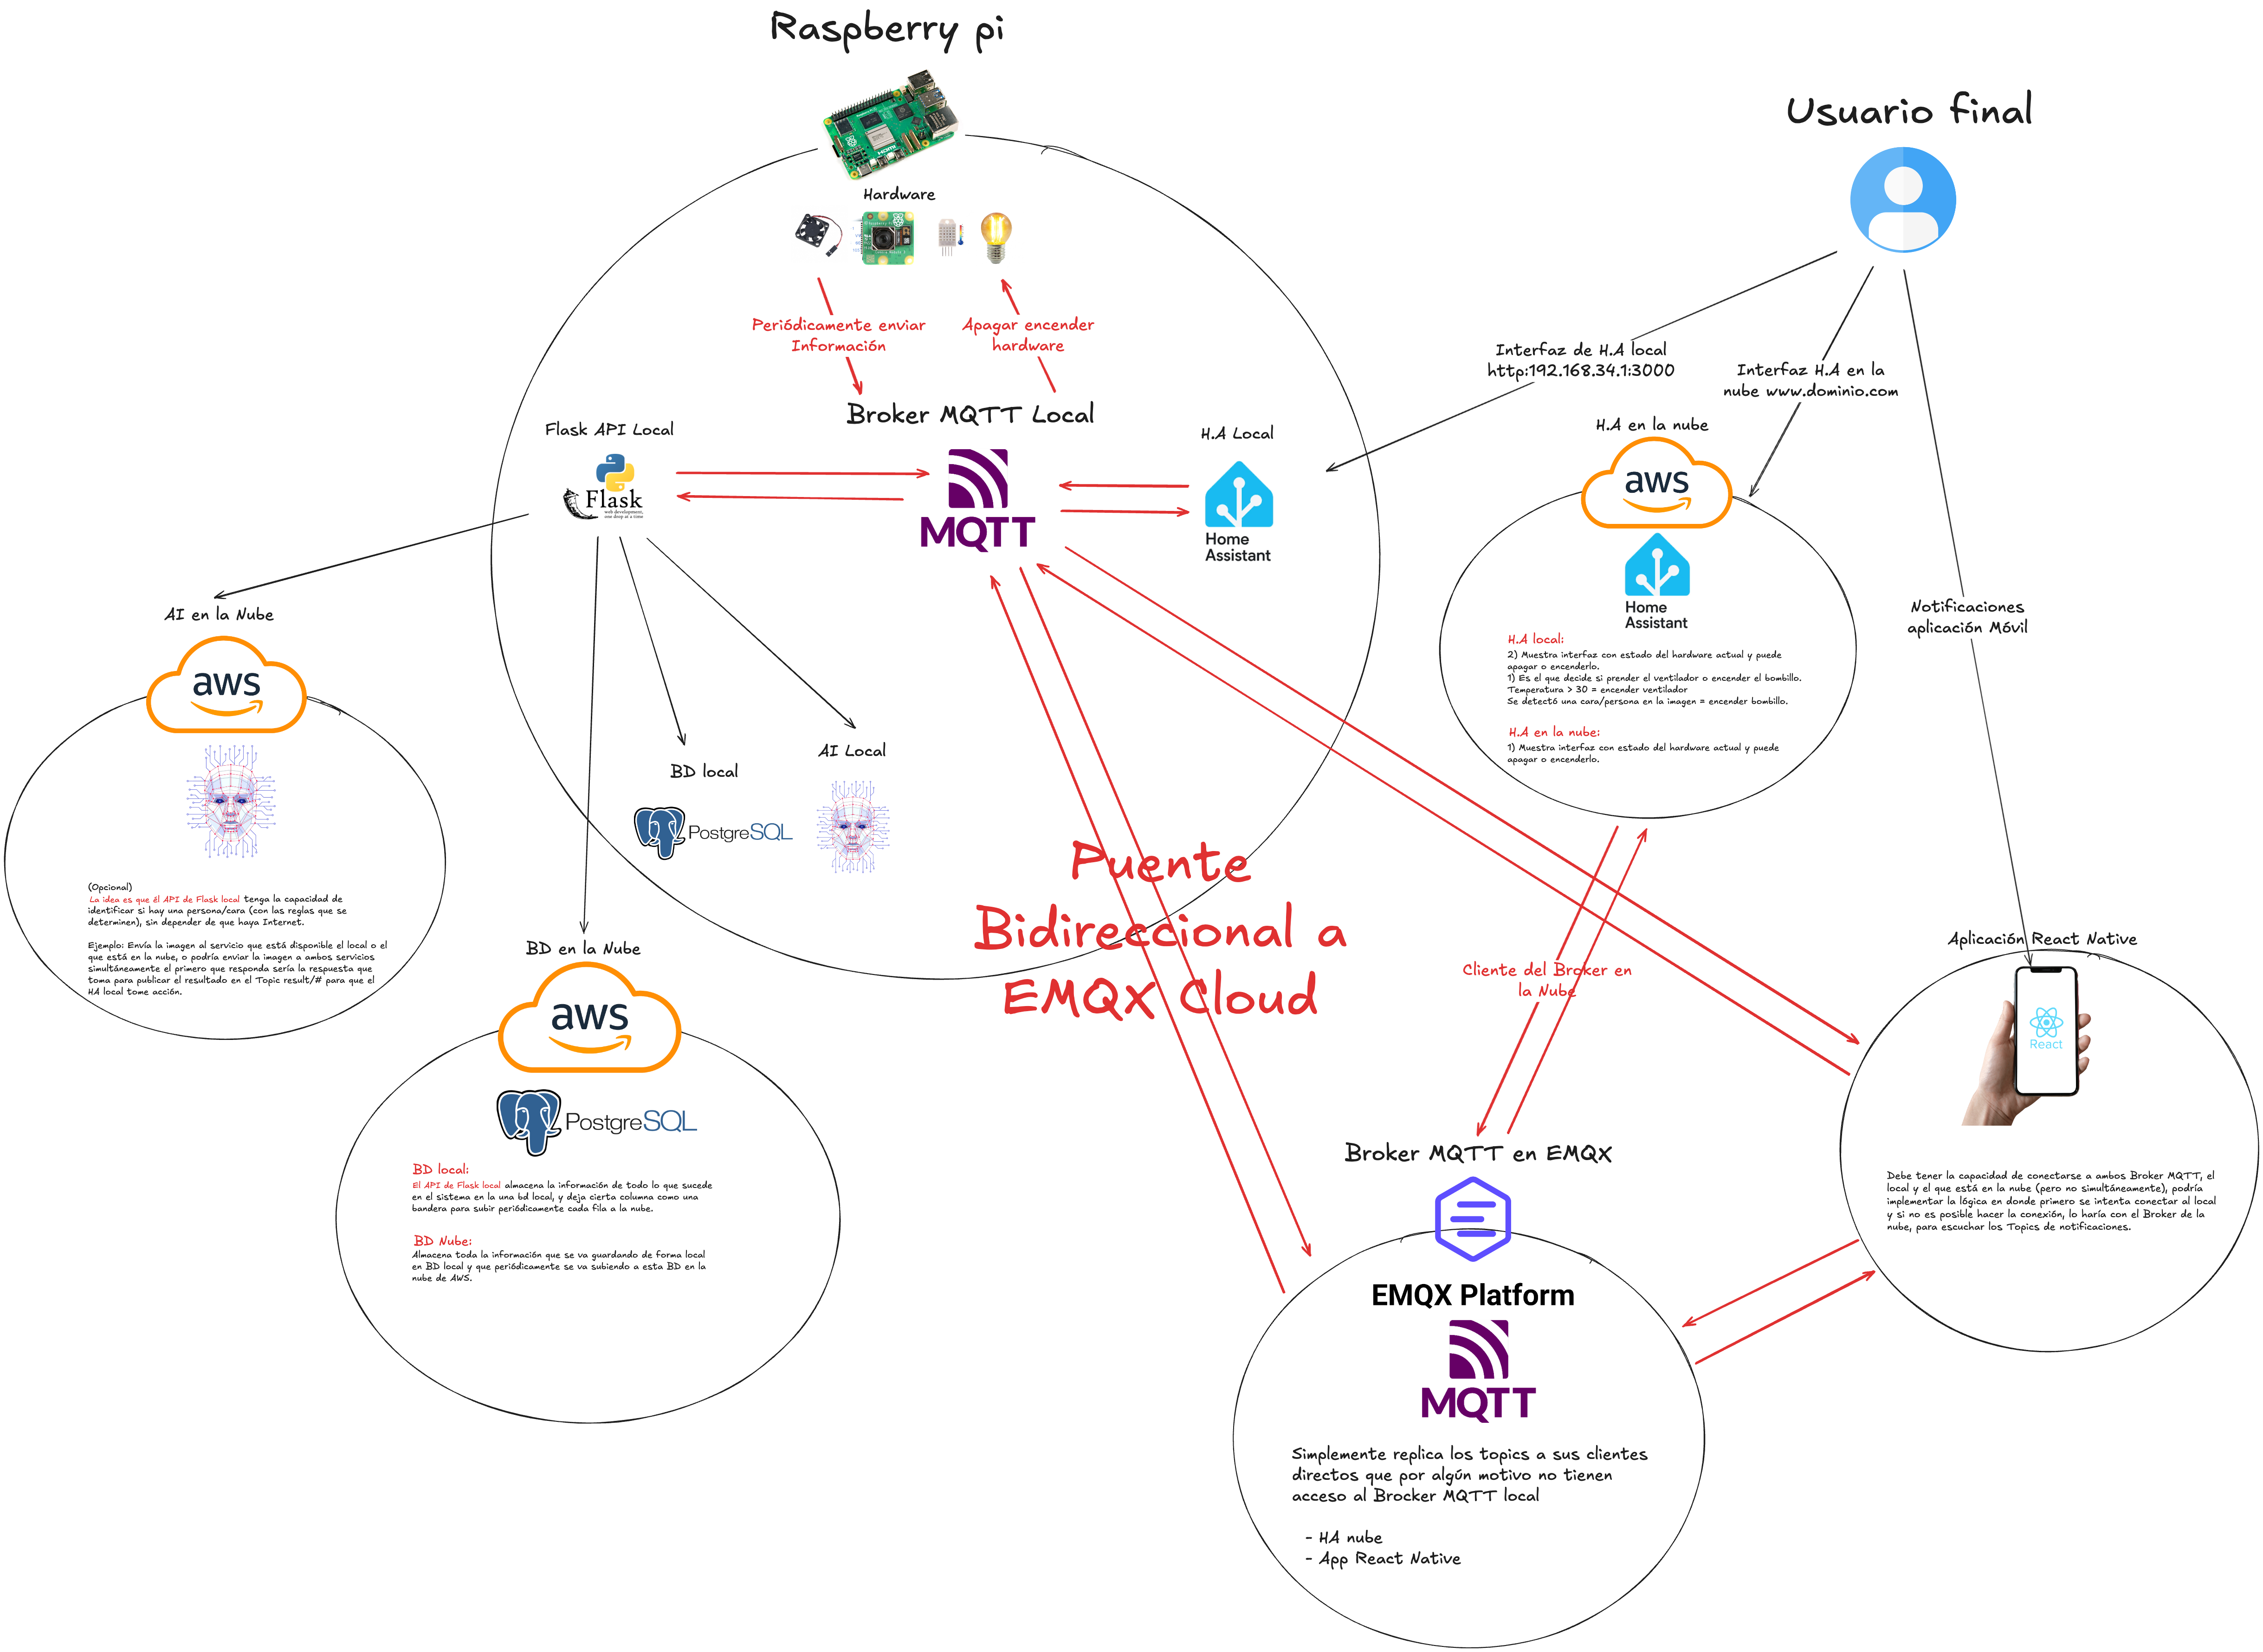 Raspberry pi
Hardware
Periódicamente enviar
Información
Apagar encender
hardware
Broker MQTT Local
MQTT
Flask API Local
Flask
web development,
one drop at a time
H.A Local
Home
Assistant
BD local
PostgreSQL
AI Local
Puente
Bidireccional a
EMQX Cloud
Usuario final
Interfaz de H.A local
http:192.168.34.1:3000
Interfaz H.A en la
nube www.dominio.com
Notificaciones
aplicación Móvil
H.A en la nube
aws
Home
Assistant
H.A local:
2) Muestra interfaz con estado del hardware actual y puede
apagar o encenderlo.
1) Es el que decide si prender el ventilador o encender el bombillo.
Temperatura > 30 = encender ventilador
Se detectó una cara/persona en la imagen = encender bombillo.
H.A en la nube:
1) Muestra interfaz con estado del hardware actual y puede
apagar o encenderlo.
Cliente del Broker en
la Nube
AI en la Nube
aws
(Opcional)
La idea es que él API de Flask local tenga la capacidad de
identificar si hay una persona/cara (con las reglas que se
determinen), sin depender de que haya Internet.
Ejemplo: Envía la imagen al servicio que está disponible el local o el
que está en la nube, o podría enviar la imagen a ambos servicios
simultáneamente el primero que responda sería la respuesta que
toma para publicar el resultado en el Topic result/# para que el
HA local tome acción.
BD en la Nube
aws
PostgreSQL
BD local:
El API de Flask local almacena la información de todo lo que sucede
en el sistema en la una bd local, y deja cierta columna como una
bandera para subir periódicamente cada fila a la nube.
BD Nube:
Almacena toda la información que se va guardando de forma local
en BD local y que periódicamente se va subiendo a esta BD en la
nube de AWS.
Broker MQTT en EMQX
EMQX Platform
MQTT
Simplemente replica los topics a sus clientes
directos que por algún motivo no tienen
acceso al Brocker MQTT local
- HA nube
- App React Native
Aplicación React Native
React
Debe tener la capacidad de conectarse a ambos Broker MQTT, el
local y el que está en la nube (pero no simultáneamente), podría
implementar la lógica en donde primero se intenta conectar al local
y si no es posible hacer la conexión, lo haría con el Broker de la
nube, para escuchar los Topics de notificaciones.